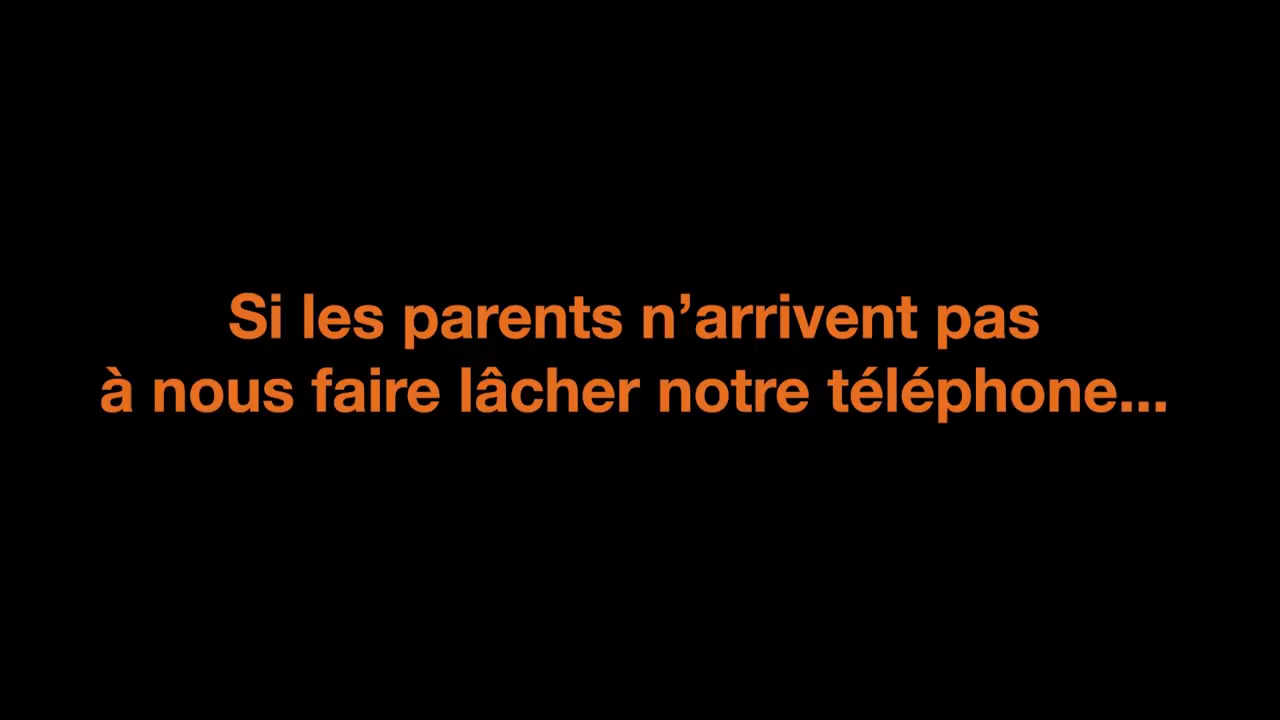 Si les parents n’arrivent pas
à nous faire lâcher notre téléphone...